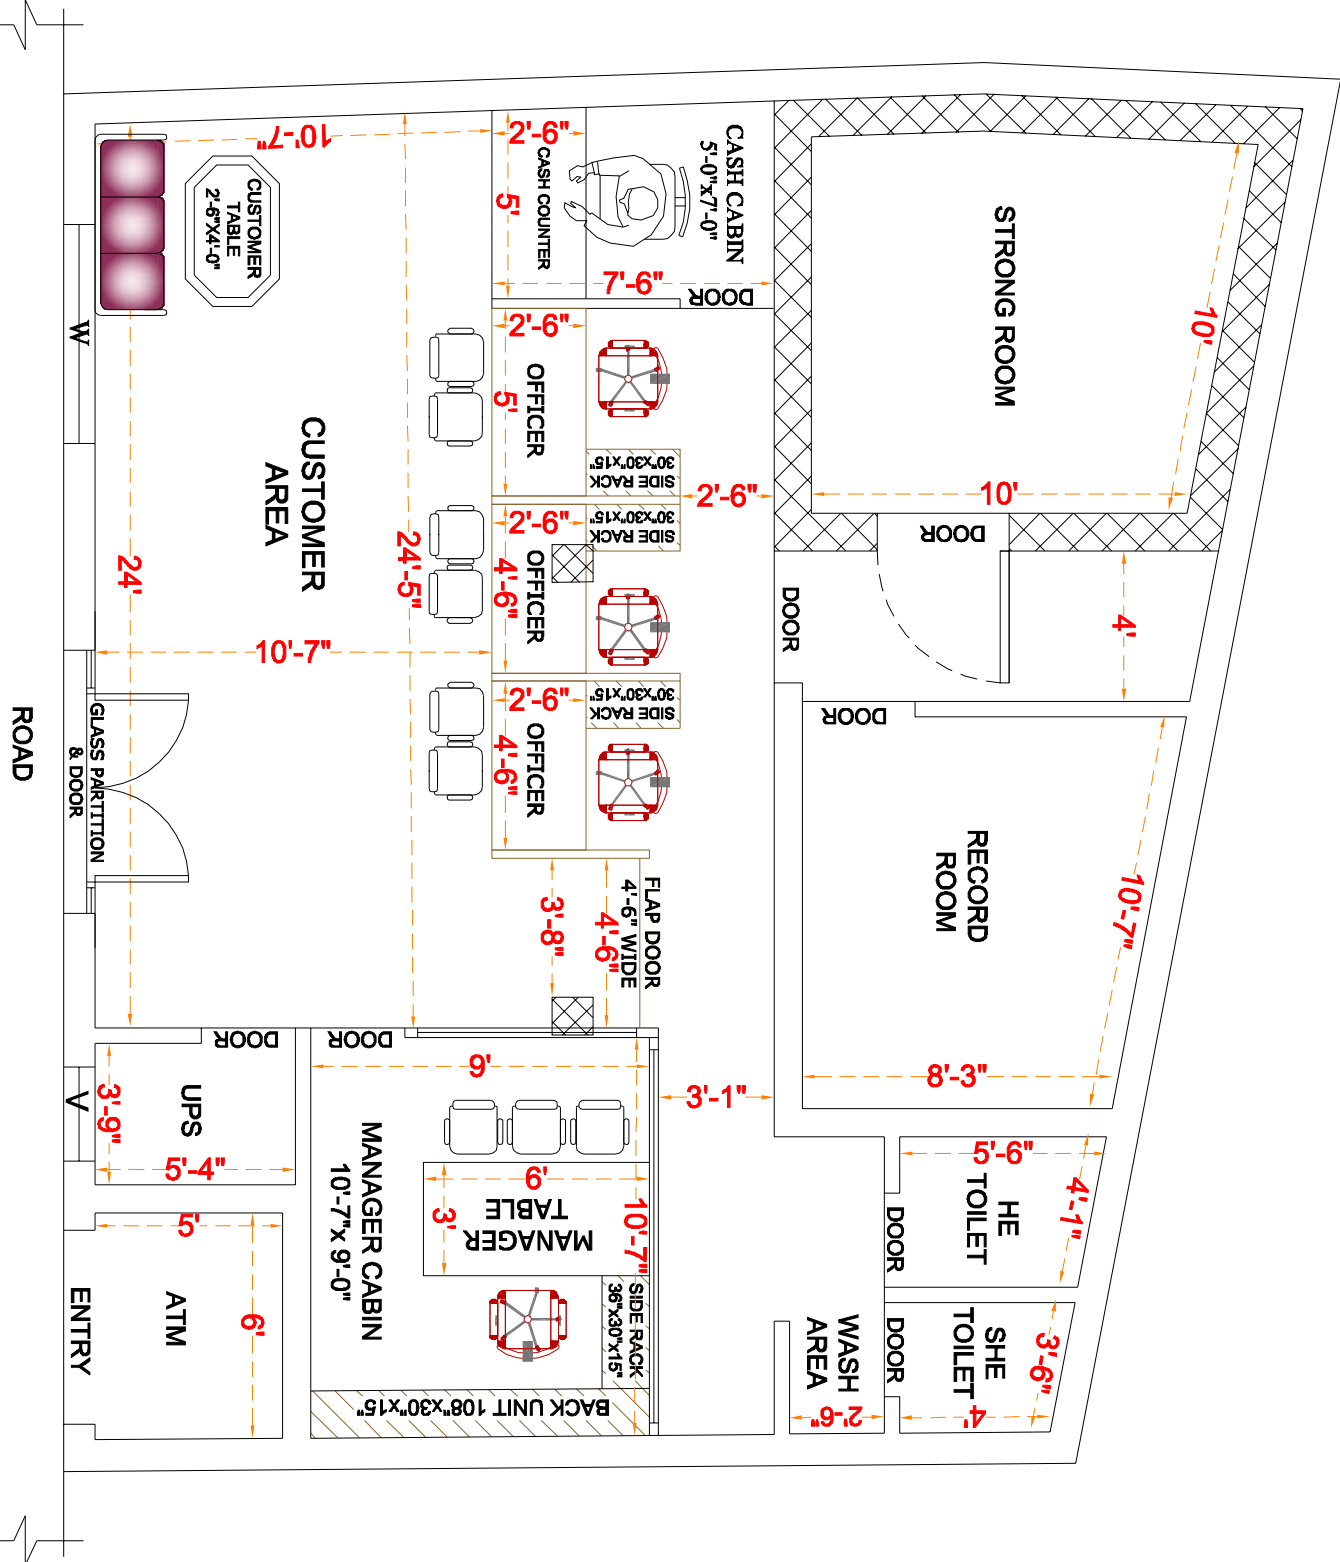 CASH CABIN
5'-0"x7'-0"
STRONG ROOM
10'
10'
DOOR
4'
DOOR
DOOR
RECORD
ROOM
10'-7"
8'-3"
HE
TOILET
5'-6"
4'-1"
DOOR
SHE
TOILET
3'-6"
4'
DOOR
WASH
AREA
2'-6"
CASH COUNTER
2'-6"
5'
7'-6"
DOOR
OFFICER
2'-6"
5'
SIDE RACK
30"x30"x15"
2'-6"
SIDE RACK
30"x30"x15"
OFFICER
2'-6"
4'-6"
SIDE RACK
30"x30"x15"
OFFICER
2'-6"
4'-6"
FLAP DOOR
4'-6" WIDE
4'-6"
3'-8"
3'-1"
10'-7"
CUSTOMER
TABLE
2'-6"X4'-0"
CUSTOMER
AREA
24'
24'-5"
10'-7"
W
GLASS PARTITION
& DOOR
ROAD
DOOR
UPS
3'-9"
5'-4"
V
DOOR
9'
MANAGER CABIN
10'-7"x 9'-0"
MANAGER
TABLE
6'
3'
10'-7"
SIDE RACK
36"x30"x15"
BACK UNIT 108"x30"x15"
5'
ATM
6'
ENTRY